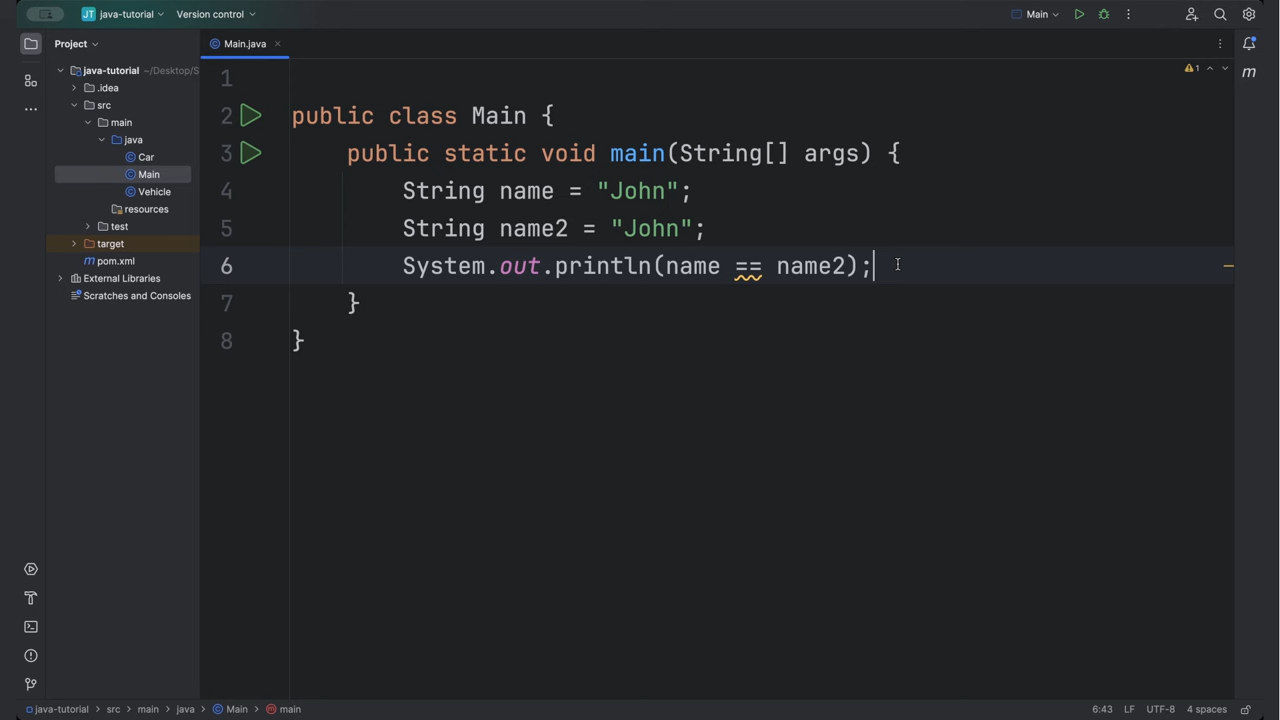 JT java-tutorial Version control Main
Project Main.java
java-tutorial ~/Desktop/S
.idea
src
main
java
Car
Main
Vehicle
resources
test
target
pom.xml
External Libraries
Scratches and Consoles
1
1
2 public class Main {
3 public static void main(String[] args) {
4 String name = "John";
5 String name2 = "John";
6 System.out.println(name == name2);
7 }
8 }
m
java-tutorial src main java Main main 6:43 LF UTF-8 4 spaces